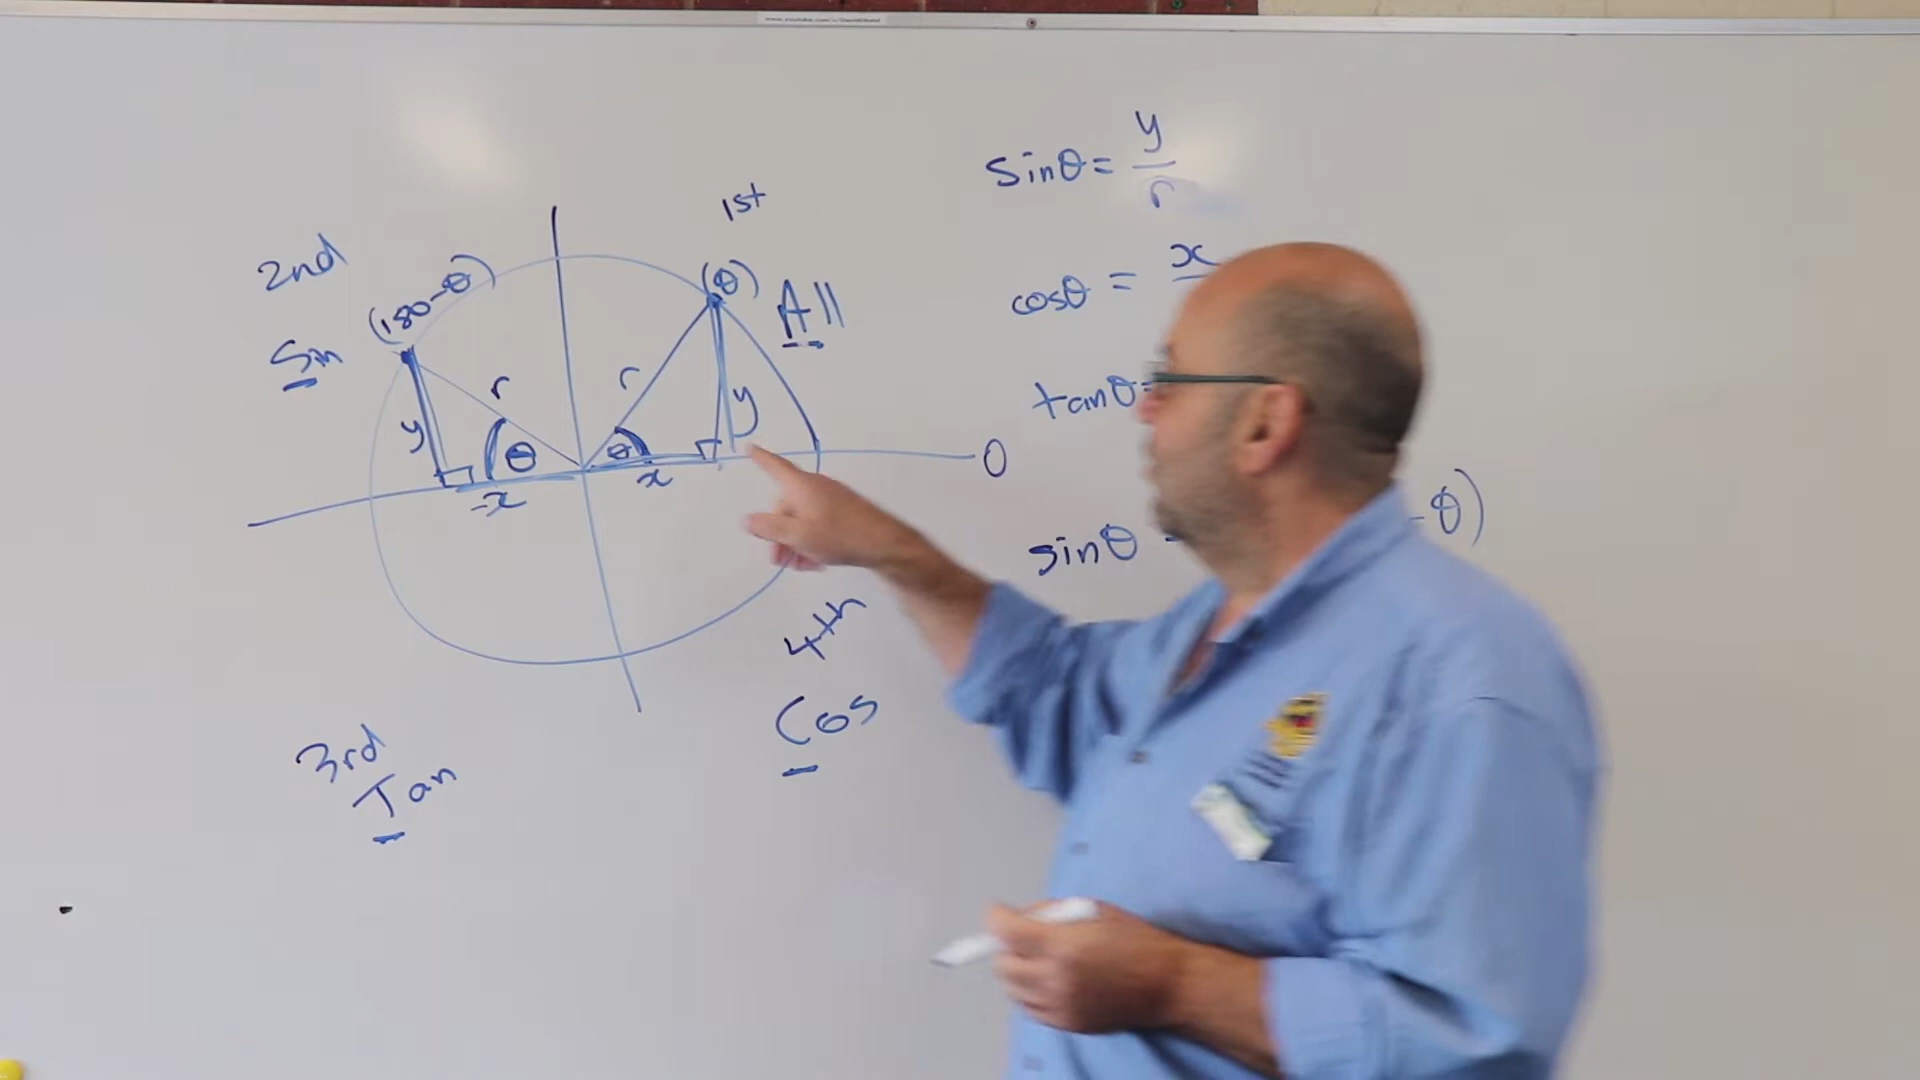 1st
2nd
(180-θ)
(θ)
All
Sin
r
r
y
y
θ
θ
-x
x
0
4th
Cos
3rd
Tan
sinθ = y
r
cosθ = x
tanθ=
sinθ
-θ)